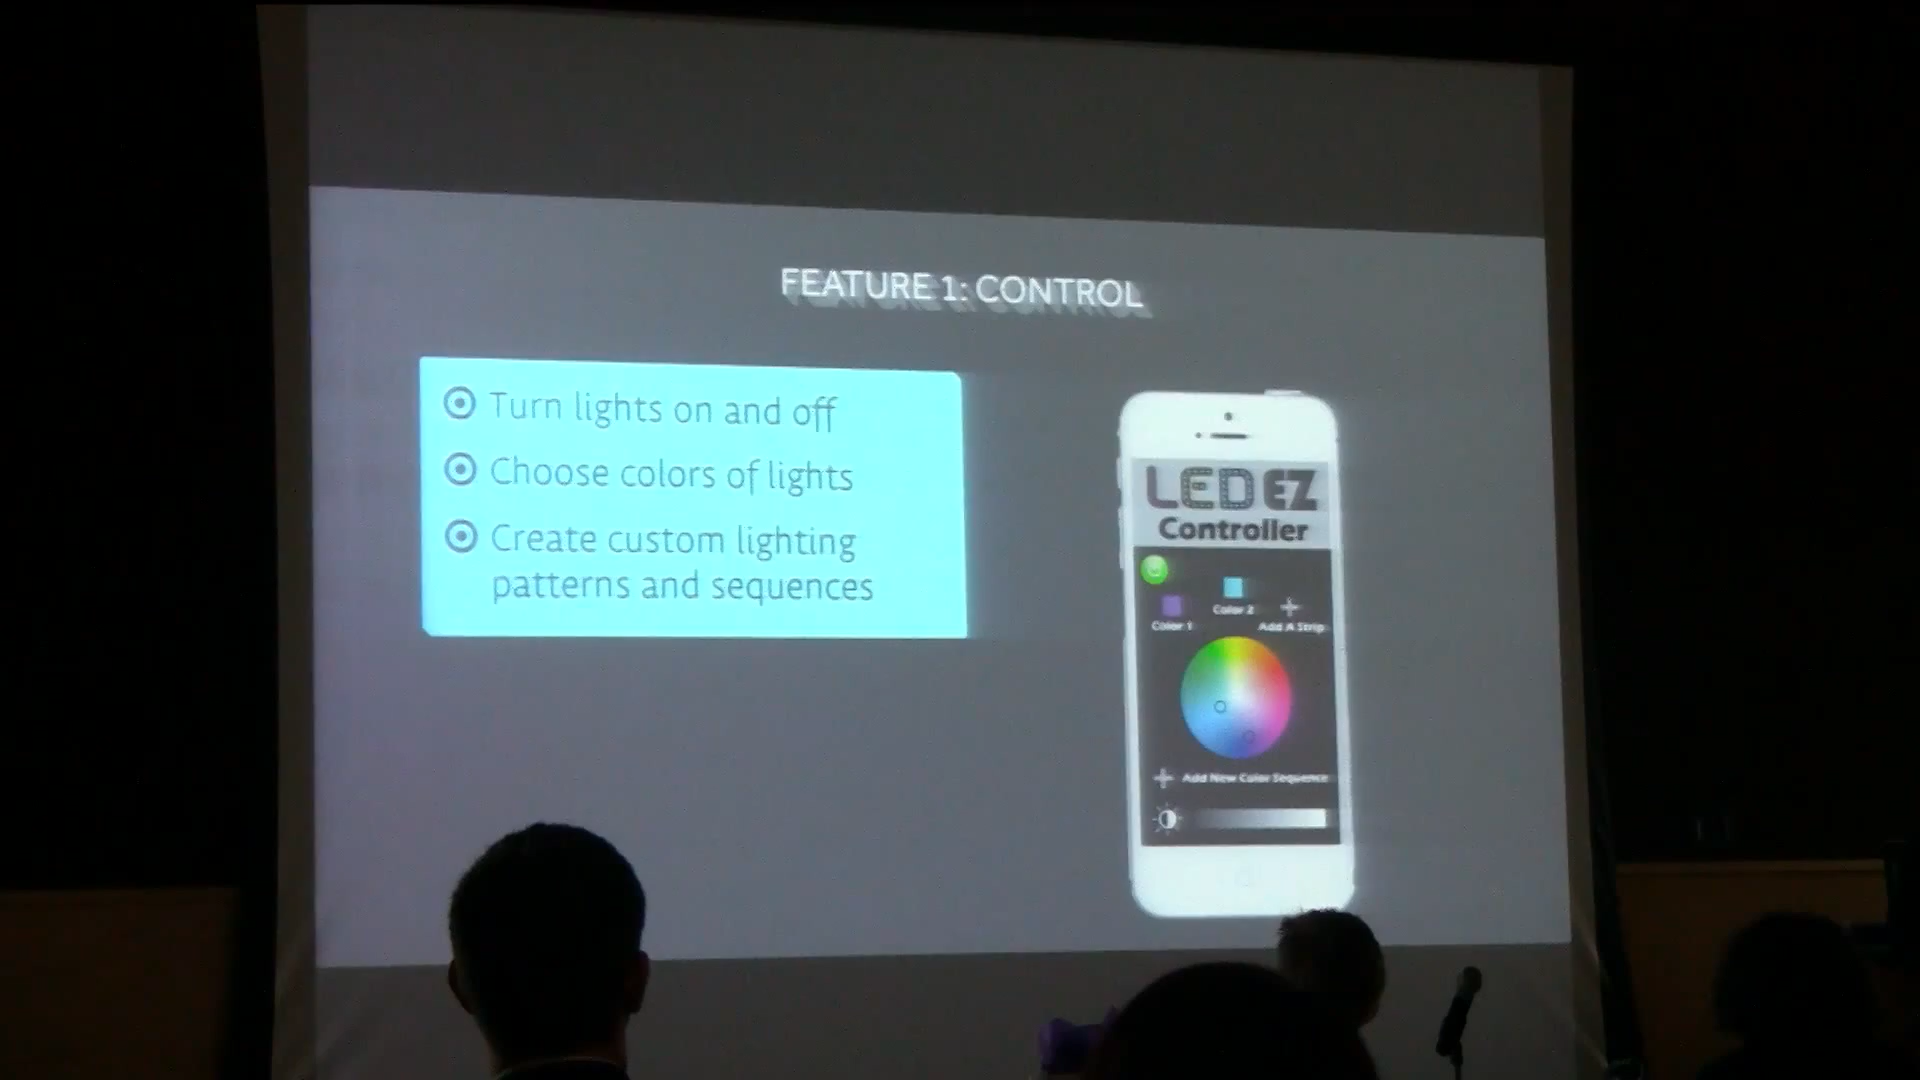 FEATURE 1: CONTROL
Turn lights on and off
Choose colors of lights
Create custom lighting
patterns and sequences
LED EZ
Controller
Color 2
Color 1
Add A Strip
Add New Color Sequence